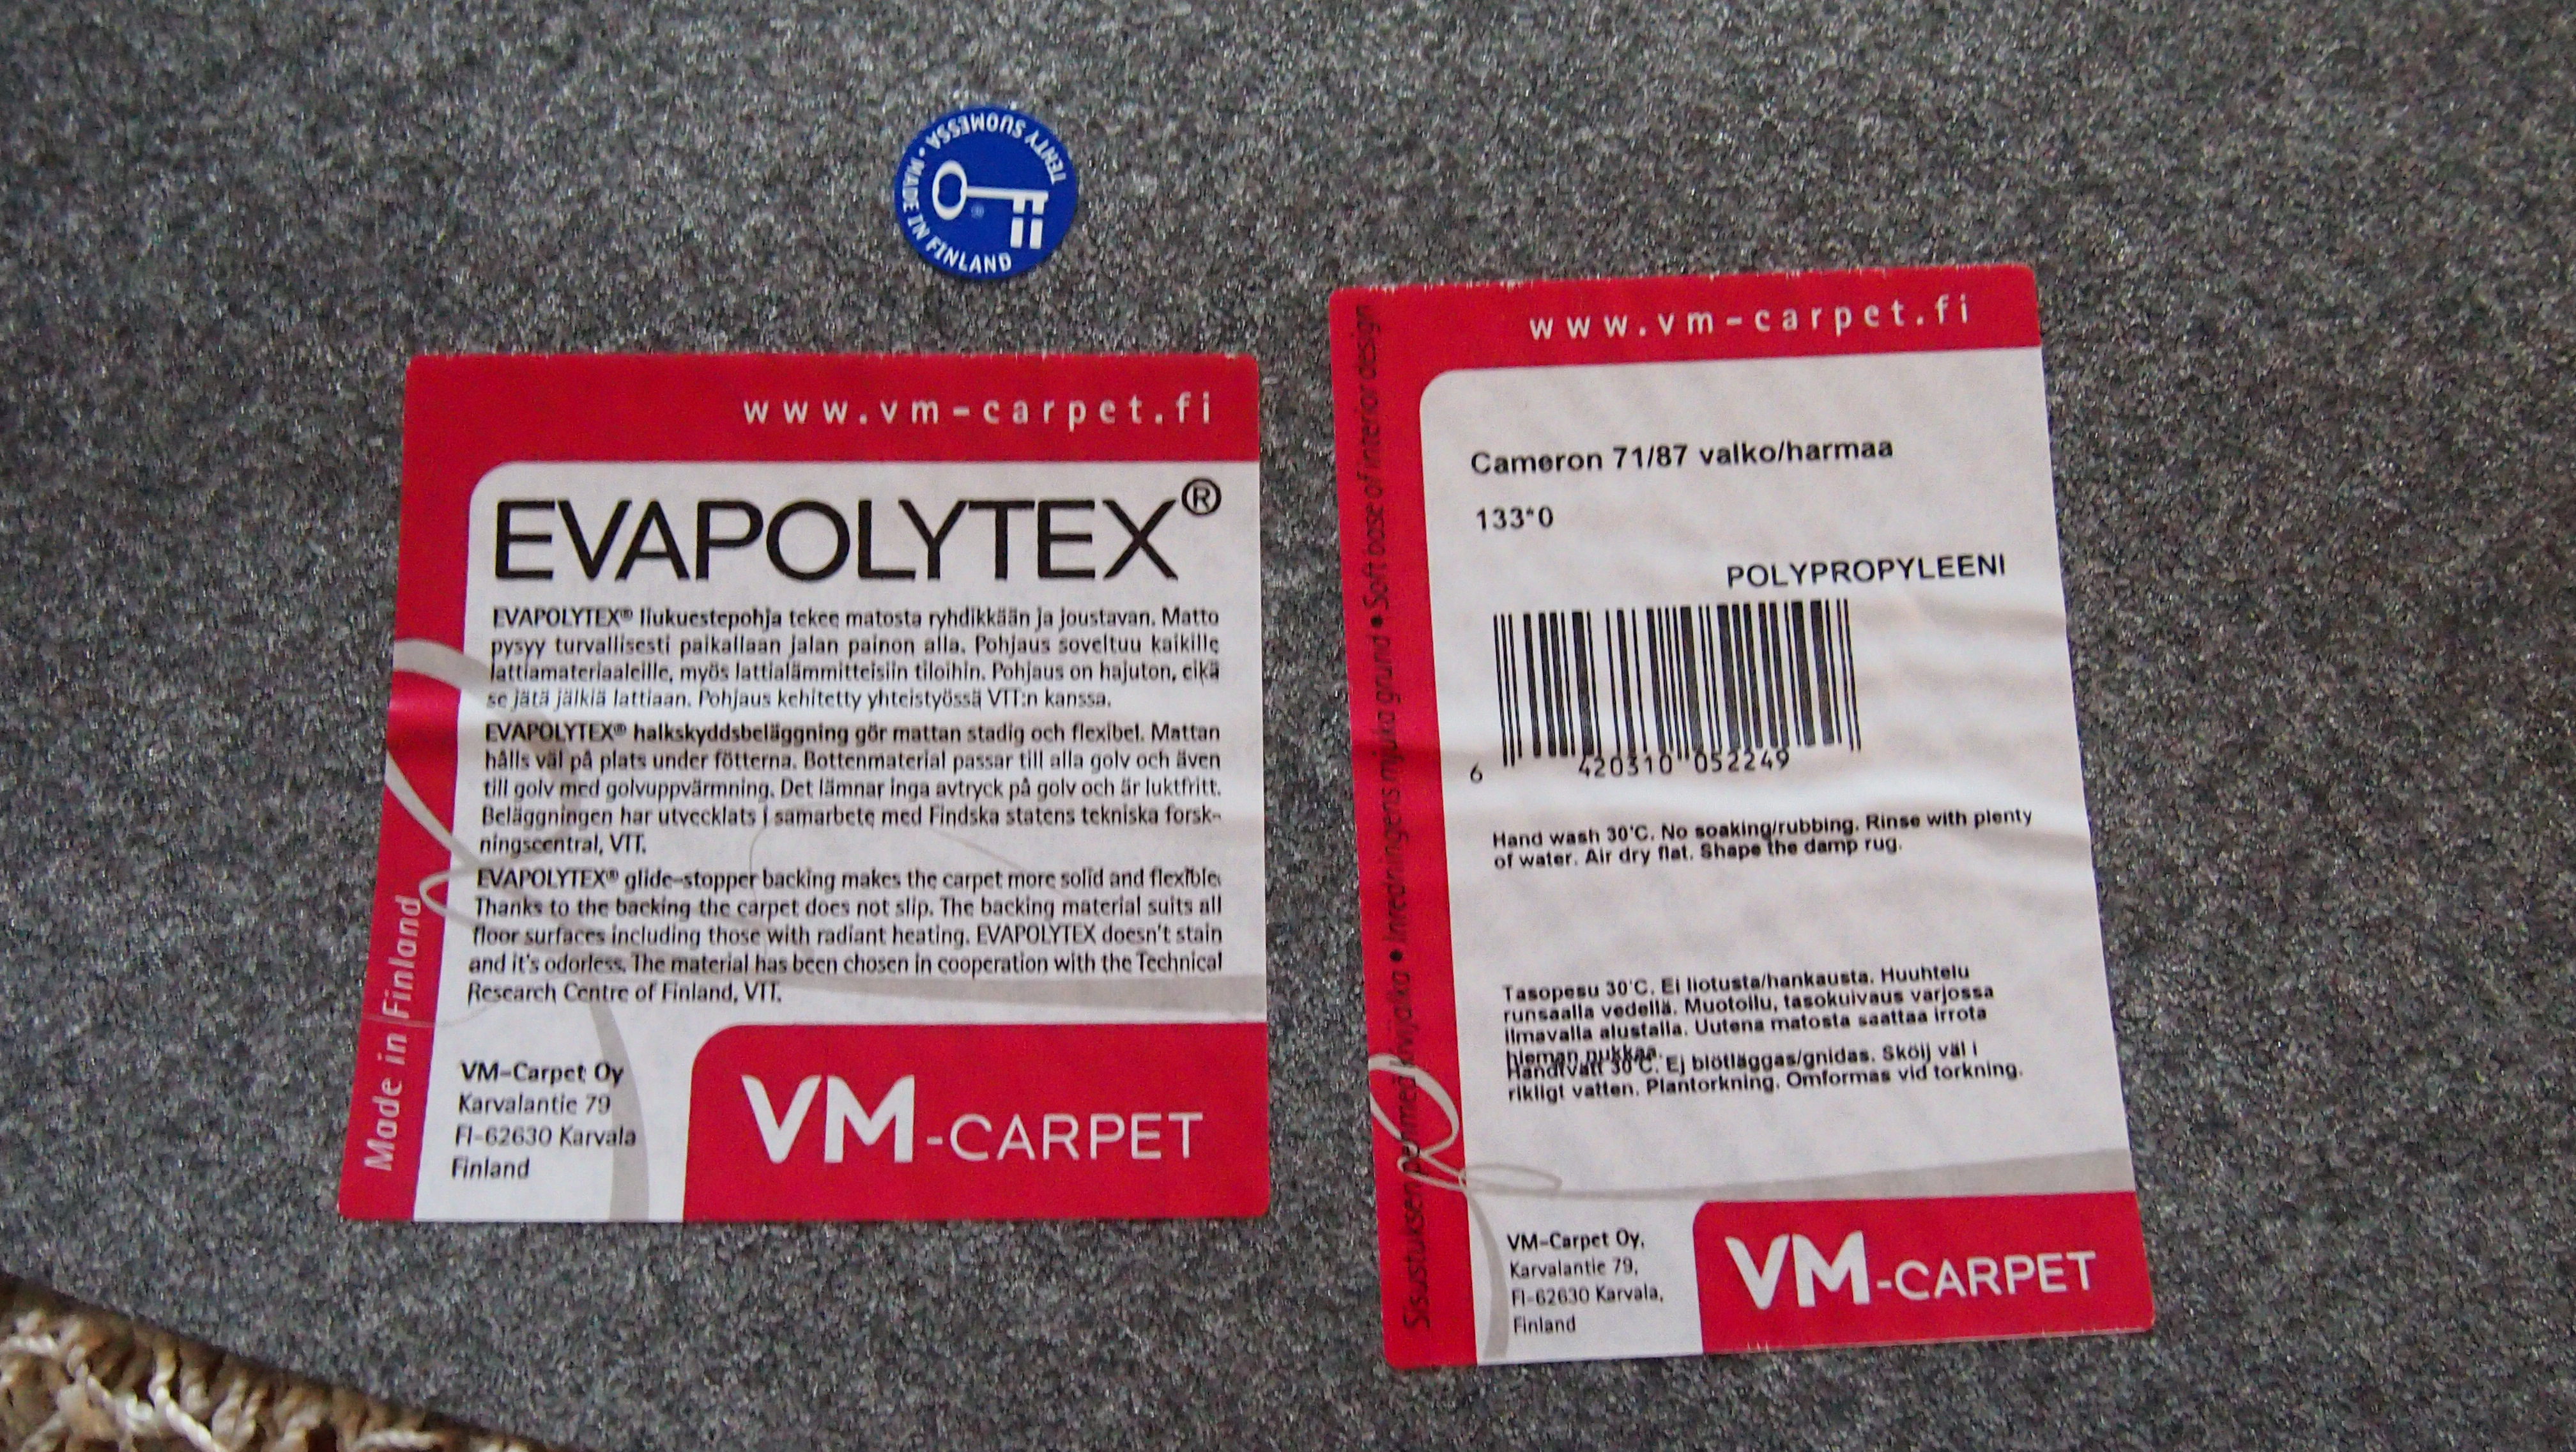 TEHTY SUOMESSA • MADE IN FINLAND
www.vm-carpet.fi
EVAPOLYTEX®
EVAPOLYTEX® liukuestepohja tekee matosta ryhdikkään ja joustavan. Matto
pysyy turvallisesti paikallaan jalan painon alla. Pohjaus soveltuu kaikille
lattiamateriaaleille, myös lattialämmitteisiin tiloihin. Pohjaus on hajuton, eikä
se jätä jälkiä lattiaan. Pohjaus kehitetty yhteistyössä VTT:n kanssa.
EVAPOLYTEX® halkskyddsbeläggning gör mattan stadig och flexibel. Mattan
hålls väl på plats under fötterna. Bottenmaterial passar till alla golv och även
till golv med golvuppvärmning. Det lämnar inga avtryck på golv och är luktfritt.
Beläggningen har utvecklats i samarbete med Findska statens tekniska forsk-
ningscentral, VTT.
EVAPOLYTEX® glide-stopper backing makes the carpet more solid and flexible.
Thanks to the backing the carpet does not slip. The backing material suits all
floor surfaces including those with radiant heating. EVAPOLYTEX doesn't stain
and it's odorless. The material has been chosen in cooperation with the Technical
Research Centre of Finland, VTT.
Made in Finland
VM-Carpet Oy
Karvalantie 79
FI-62630 Karvala
Finland
VM-CARPET
www.vm-carpet.fi
Sisustuksen pehmeä kivijalka • Inredningens mjuka grund • Soft base of interior design
Cameron 71/87 valko/harmaa
133*0
POLYPROPYLEENI
6 420310 052249
Hand wash 30°C. No soaking/rubbing. Rinse with plenty
of water. Air dry flat. Shape the damp rug.
Tasopesu 30°C. Ei liotusta/hankausta. Huuhtelu
runsaalla vedellä. Muotoilu, tasokuivaus varjossa
ilmavalla alustalla. Uutena matosta saattaa irrota
hieman nukkaa.
Handtvätt 30°C. Ej blötläggas/gnidas. Skölj väl i
rikligt vatten. Plantorkning. Omformas vid torkning.
VM-Carpet Oy,
Karvalantie 79,
FI-62630 Karvala,
Finland
VM-CARPET